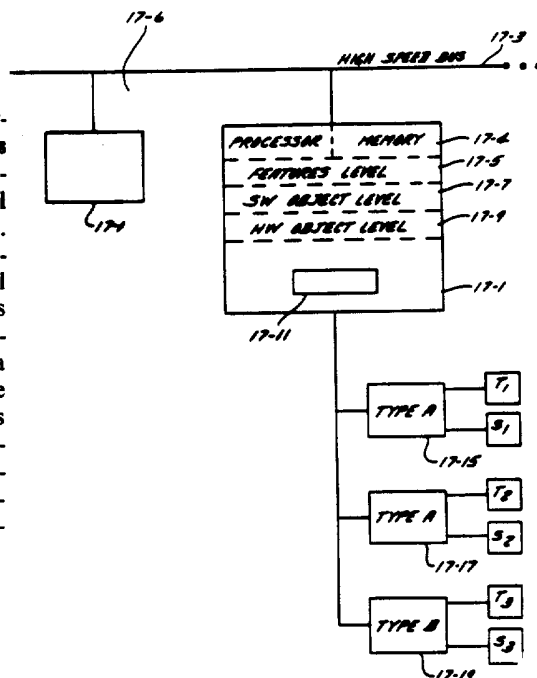 17-6
HIGH SPEED BUS
17-3
PROCESSOR MEMORY
17-4
FEATURES LEVEL
17-5
SW OBJECT LEVEL
17-7
HW OBJECT LEVEL
17-9
17-1
17-1
17-11
TYPE A
T1
S1
17-15
TYPE A
T2
S2
17-17
TYPE B
T3
S3
17-19
s
l
.
l
s
a
e
s